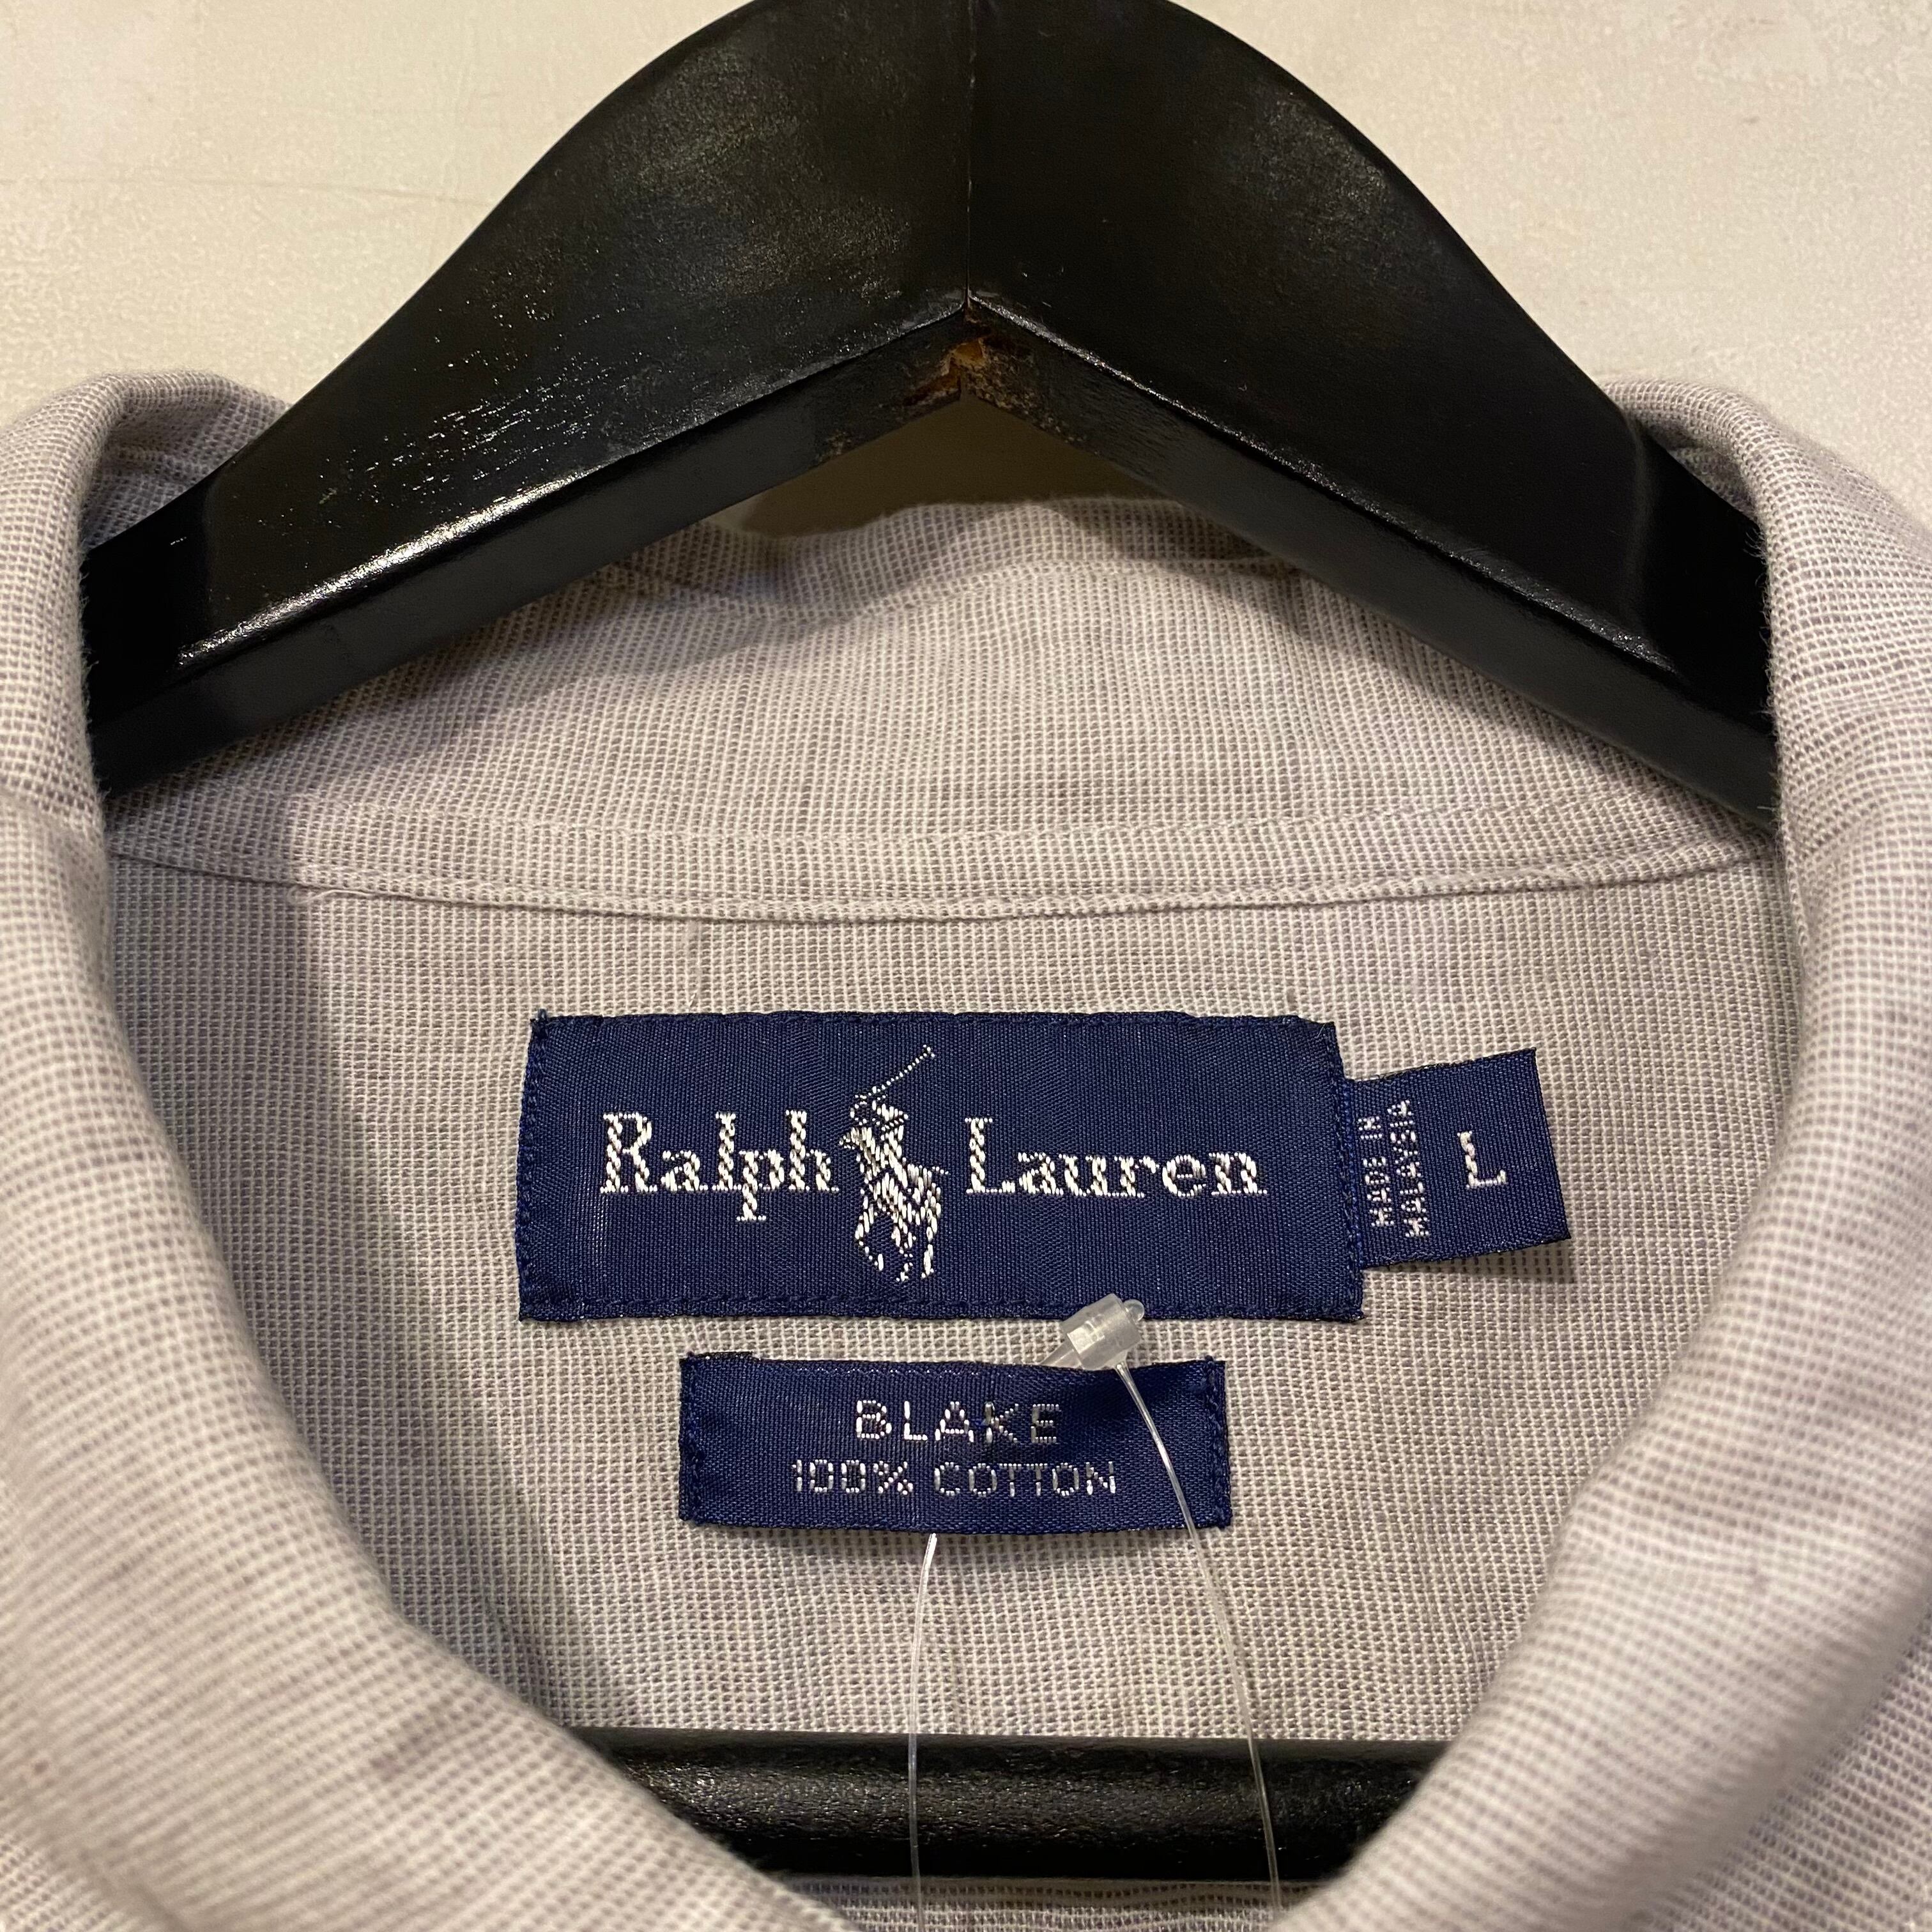 Ralph Lauren
MADE IN
MALAYSIA
L
BLAKE
100% COTTON